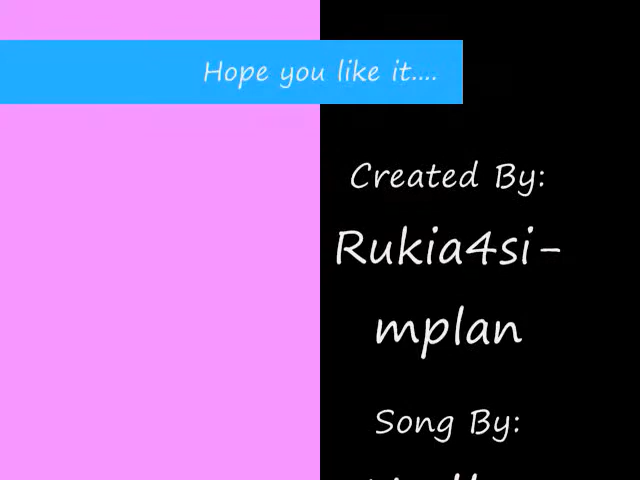 Hope you like it....
Created By:
Rukia4si-
mplan
Song By: